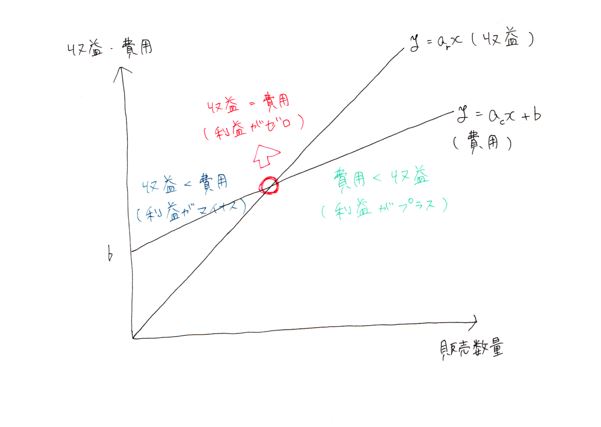 収益・費用
y = aᵣx (収益)
y = a꜀x + b
(費用)
収益 = 費用
(利益がゼロ)
収益 < 費用
(利益がマイナス)
費用 < 収益
(利益がプラス)
b
販売数量